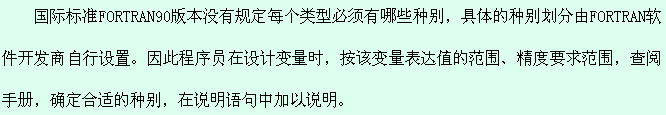 国际标准FORTRAN90版本没有规定每个类型必须有哪些种别，具体的种别划分由FORTRAN软
件开发商自行设置。因此程序员在设计变量时，按该变量表达值的范围、精度要求范围，查阅
手册，确定合适的种别，在说明语句中加以说明。